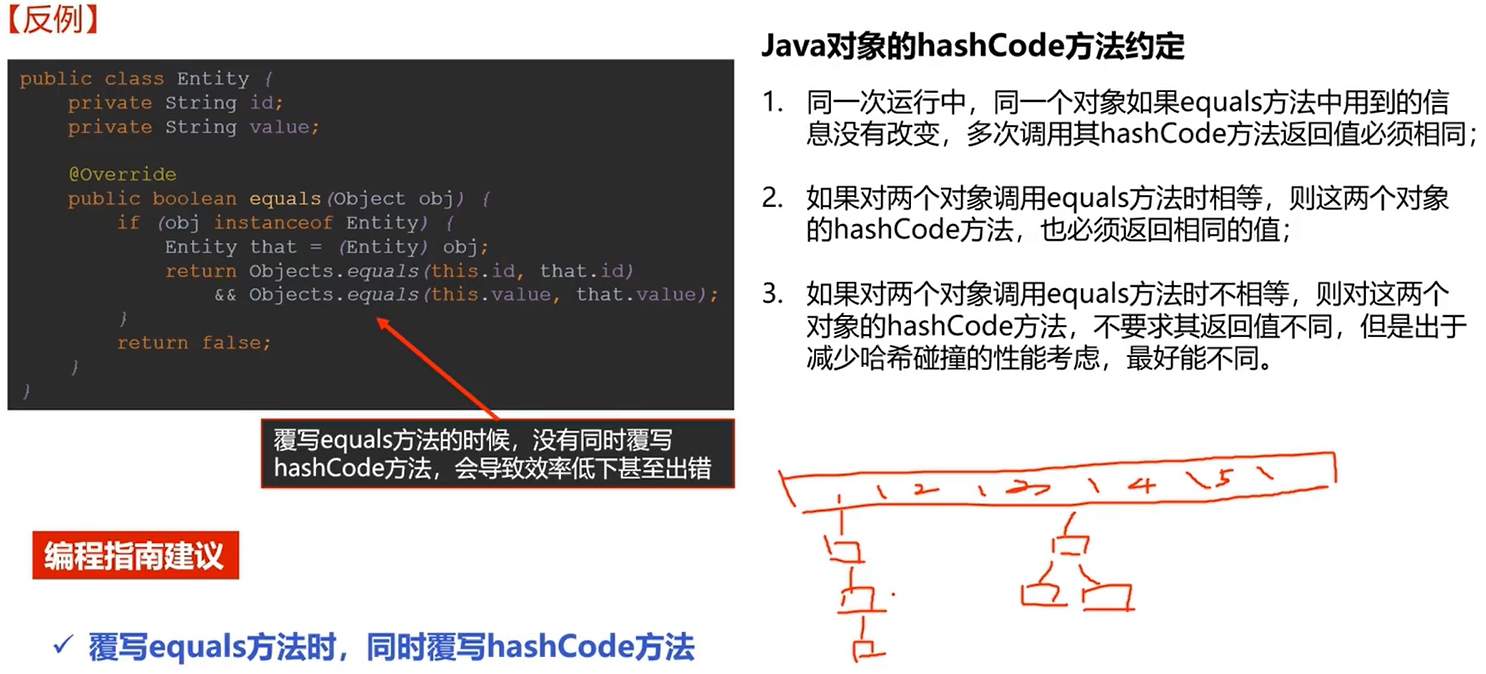 【反例】
public class Entity {
private String id;
private String value;
@Override
public boolean equals(Object obj) {
if (obj instanceof Entity) {
Entity that = (Entity) obj;
return Objects.equals(this.id, that.id)
&& Objects.equals(this.value, that.value);
}
return false;
}
}
覆写equals方法的时候，没有同时覆写
hashCode方法，会导致效率低下甚至出错
编程指南建议
✓ 覆写equals方法时，同时覆写hashCode方法
Java对象的hashCode方法约定
1. 同一次运行中，同一个对象如果equals方法中用到的信
息没有改变，多次调用其hashCode方法返回值必须相同；
2. 如果对两个对象调用equals方法时相等，则这两个对象
的hashCode方法，也必须返回相同的值；
3. 如果对两个对象调用equals方法时不相等，则对这两个
对象的hashCode方法，不要求其返回值不同，但是出于
减少哈希碰撞的性能考虑，最好能不同。
1 \ 2 \ 3 \ 4 \ 5 \